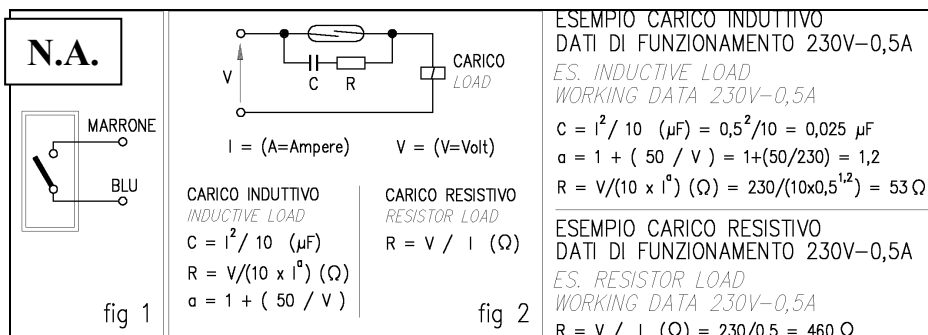 N.A.
MARRONE
BLU
fig 1
V
C R
CARICO
LOAD
I = (A=Ampere) V = (V=Volt)
CARICO INDUTTIVO
INDUCTIVE LOAD
C = I²/ 10 (µF)
R = V/(10 x Iᵅ) (Ω)
α = 1 + ( 50 / V )
CARICO RESISTIVO
RESISTOR LOAD
R = V / I (Ω)
fig 2
ESEMPIO CARICO INDUTTIVO
DATI DI FUNZIONAMENTO 230V-0,5A
ES. INDUCTIVE LOAD
WORKING DATA 230V-0,5A
C = I²/ 10 (µF) = 0,5²/10 = 0,025 µF
α = 1 + ( 50 / V ) = 1+(50/230) = 1,2
R = V/(10 x Iᵅ) (Ω) = 230/(10x0,5¹,²) = 53 Ω
ESEMPIO CARICO RESISTIVO
DATI DI FUNZIONAMENTO 230V-0,5A
ES. RESISTOR LOAD
WORKING DATA 230V-0,5A
R = V / I (Ω) = 230/0,5 = 460 Ω